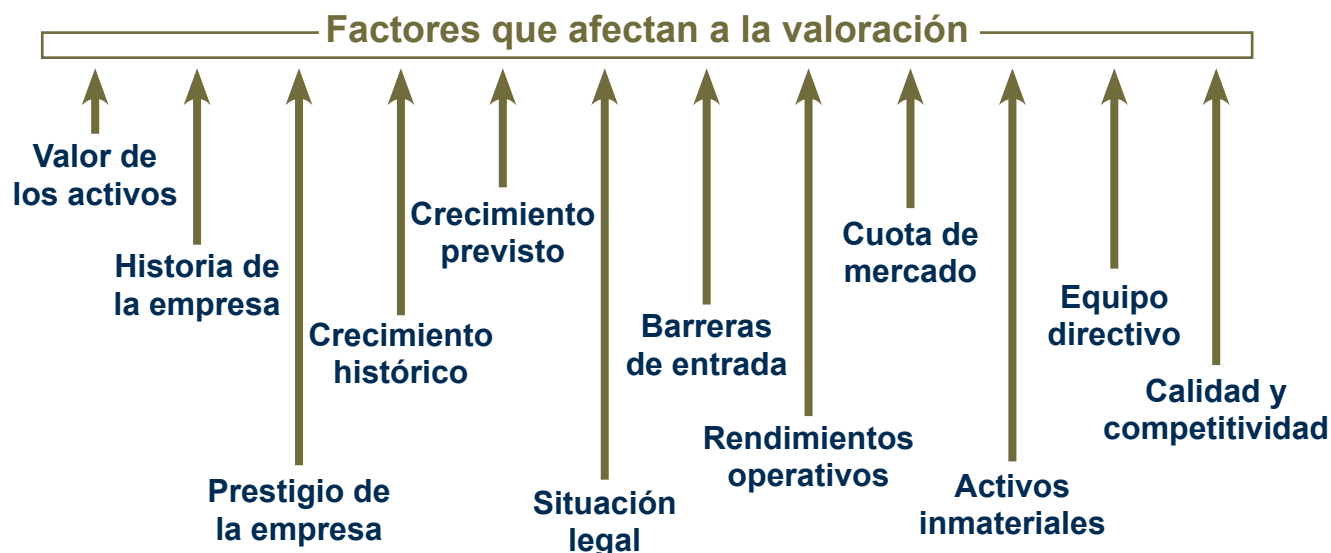 Factores que afectan a la valoración
Valor de
los activos
Historia de
la empresa
Prestigio de
la empresa
Crecimiento
histórico
Crecimiento
previsto
Situación
legal
Barreras
de entrada
Rendimientos
operativos
Cuota de
mercado
Activos
inmateriales
Equipo
directivo
Calidad y
competitividad